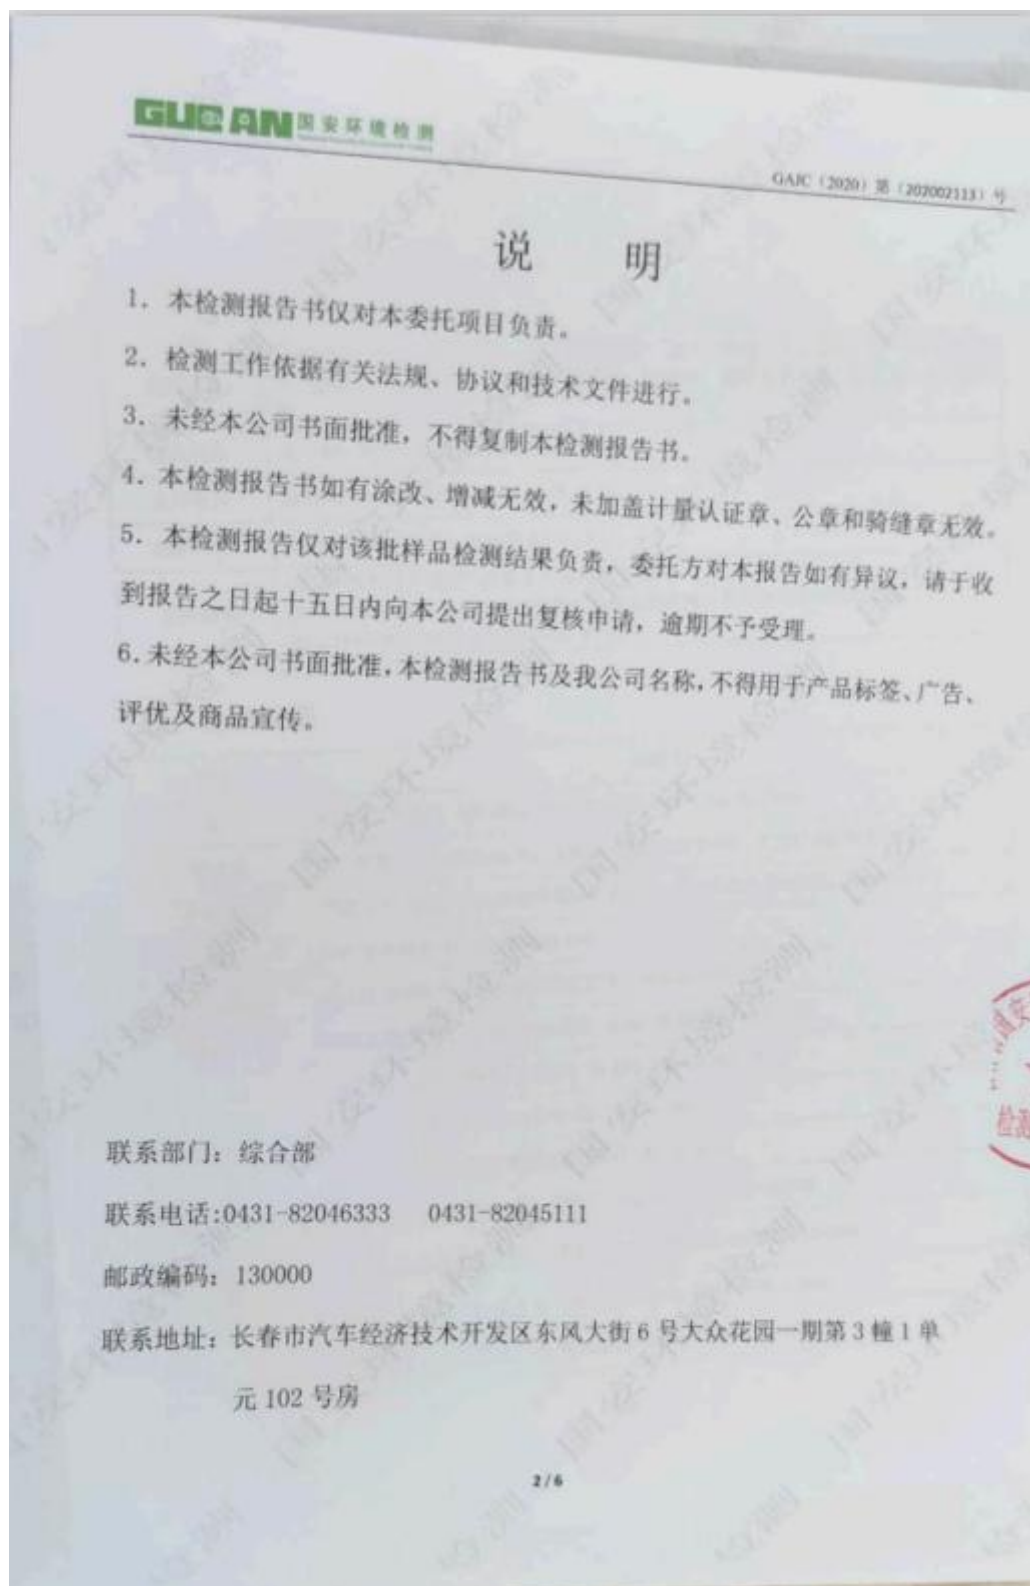 GUOAN 国安环境检测
GAJC（2020）第（202002113）号
说 明
1. 本检测报告书仅对本委托项目负责。
2. 检测工作依据有关法规、协议和技术文件进行。
3. 未经本公司书面批准，不得复制本检测报告书。
4. 本检测报告书如有涂改、增减无效，未加盖计量认证章、公章和骑缝章无效。
5. 本检测报告仅对该批样品检测结果负责，委托方对本报告如有异议，请于收
到报告之日起十五日内向本公司提出复核申请，逾期不予受理。
6. 未经本公司书面批准，本检测报告书及我公司名称，不得用于产品标签、广告、
评优及商品宣传。
国安
检测
联系部门：综合部
联系电话:0431-82046333 0431-82045111
邮政编码：130000
联系地址：长春市汽车经济技术开发区东风大街 6 号大众花园一期第 3 幢 1 单
元 102 号房
2/6
国安环境检测